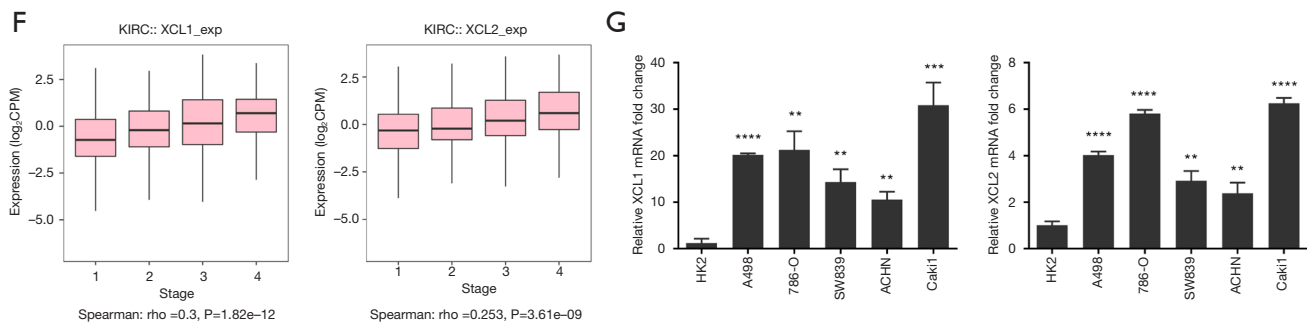 F
KIRC:: XCL1_exp
Expression (log₂CPM)
2.5
0.0
−2.5
−5.0
1 2 3 4
Stage
Spearman: rho =0.3, P=1.82e−12
KIRC:: XCL2_exp
Expression (log₂CPM)
2.5
0.0
−2.5
−5.0
1 2 3 4
Stage
Spearman: rho =0.253, P=3.61e−09
G
Relative XCL1 mRNA fold change
40
30
20
10
0
**** ** ** ** ***
HK2 A498 786-O SW839 ACHN Caki1
Relative XCL2 mRNA fold change
8
6
4
2
0
**** **** ** ** ****
HK2 A498 786-O SW839 ACHN Caki1